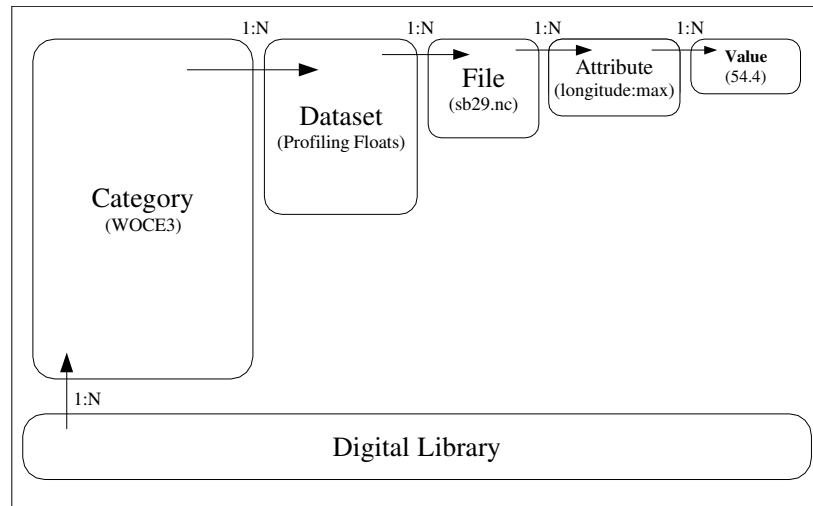 1:N
1:N
1:N
1:N
Category
(WOCE3)
Dataset
(Profiling Floats)
File
(sb29.nc)
Attribute
(longitude:max)
Value
(54.4)
1:N
Digital Library